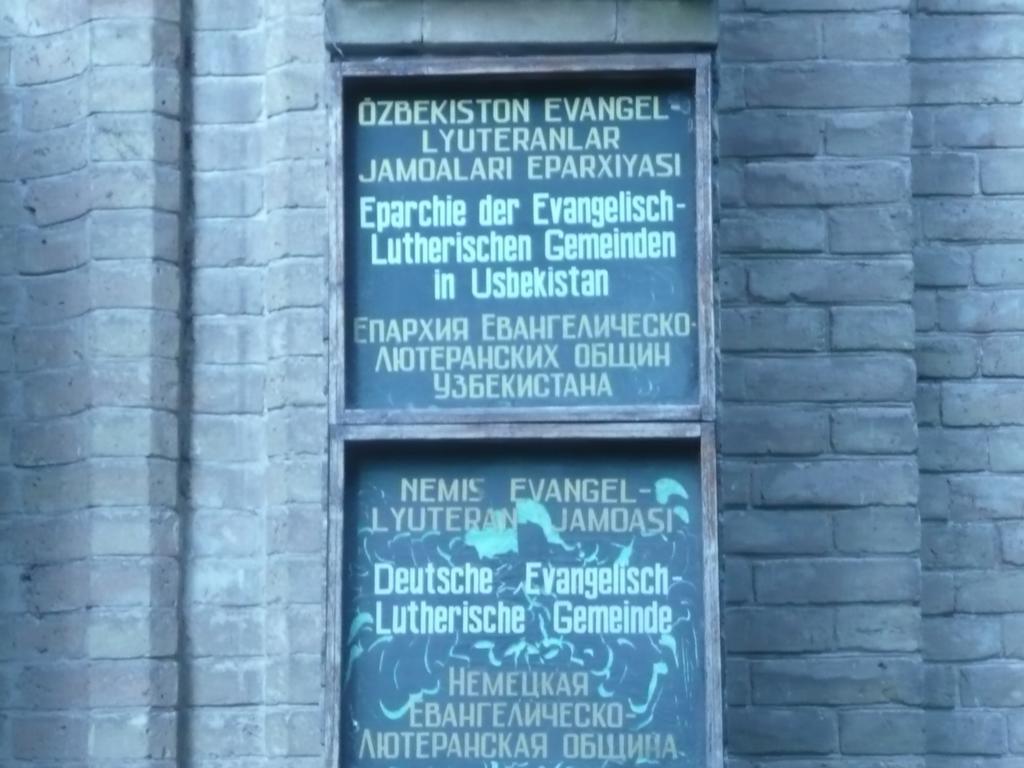 ÖZBEKISTON EVANGEL-
LYUTERANLAR
JAMOALARI EPARXIYASI
Eparchie der Evangelisch-
Lutherischen Gemeinden
in Usbekistan
ЕПАРХИЯ ЕВАНГЕЛИЧЕСКО-
ЛЮТЕРАНСКИХ ОБЩИН
УЗБЕКИСТАНА
NEMIS EVANGEL-
LYUTERAN JAMOASI
Deutsche Evangelisch-
Lutherische Gemeinde
НЕМЕЦКАЯ
ЕВАНГЕЛИЧЕСКО-
ЛЮТЕРАНСКАЯ ОБЩИНА